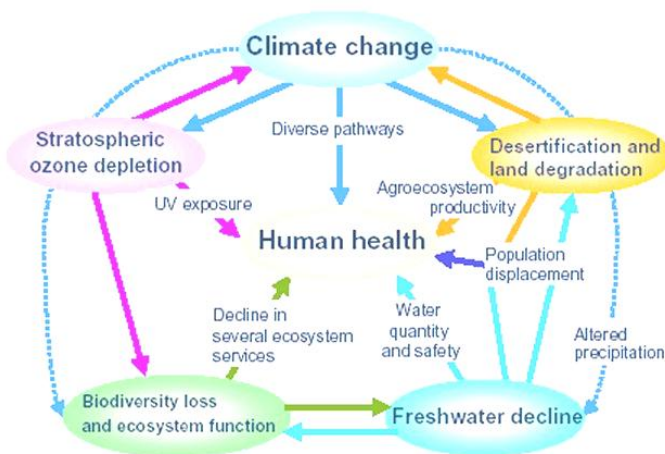 Climate change
Diverse pathways
Stratospheric
ozone depletion
Desertification and
land degradation
UV exposure
Agroecosystem
productivity
Human health
Population
displacement
Decline in
several ecosystem
services
Water
quantity
and safety
Altered
precipitation
Biodiversity loss
and ecosystem function
Freshwater decline